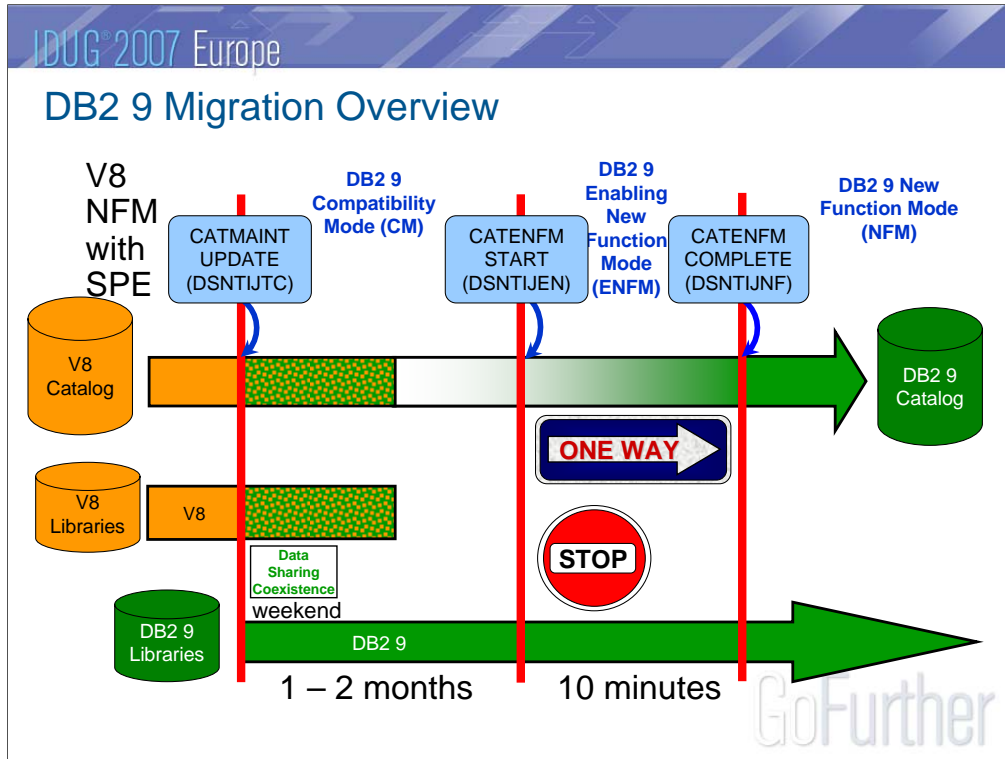 IDUG® 2007 Europe
DB2 9 Migration Overview
V8
NFM
with
SPE
CATMAINT
UPDATE
(DSNTIJTC)
DB2 9
Compatibility
Mode (CM)
CATENFM
START
(DSNTIJEN)
DB2 9
Enabling
New
Function
Mode
(ENFM)
CATENFM
COMPLETE
(DSNTIJNF)
DB2 9 New
Function Mode
(NFM)
V8
Catalog
DB2 9
Catalog
ONE WAY
V8
Libraries
V8
STOP
Data
Sharing
Coexistence
weekend
DB2 9
Libraries
DB2 9
1 – 2 months
10 minutes
GoFurther